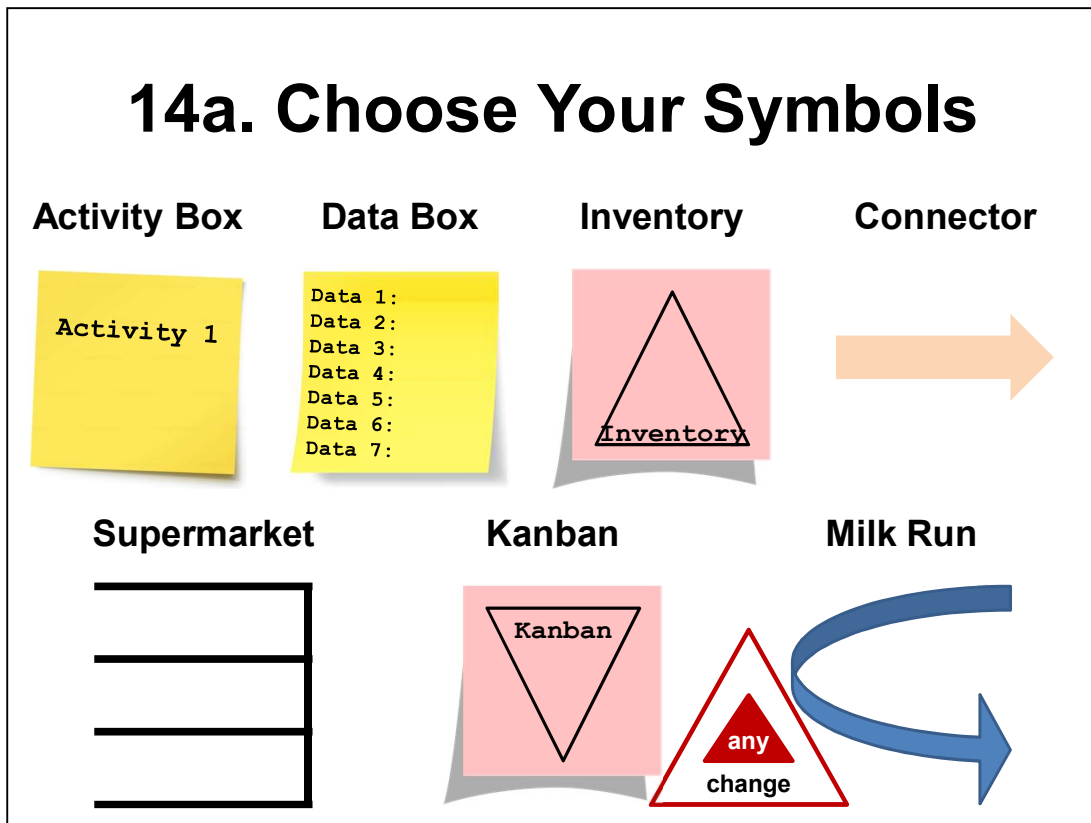 14a. Choose Your Symbols
Activity Box
Data Box
Inventory
Connector
Activity 1
Data 1:
Data 2:
Data 3:
Data 4:
Data 5:
Data 6:
Data 7:
Inventory
Supermarket
Kanban
Milk Run
Kanban
any
change